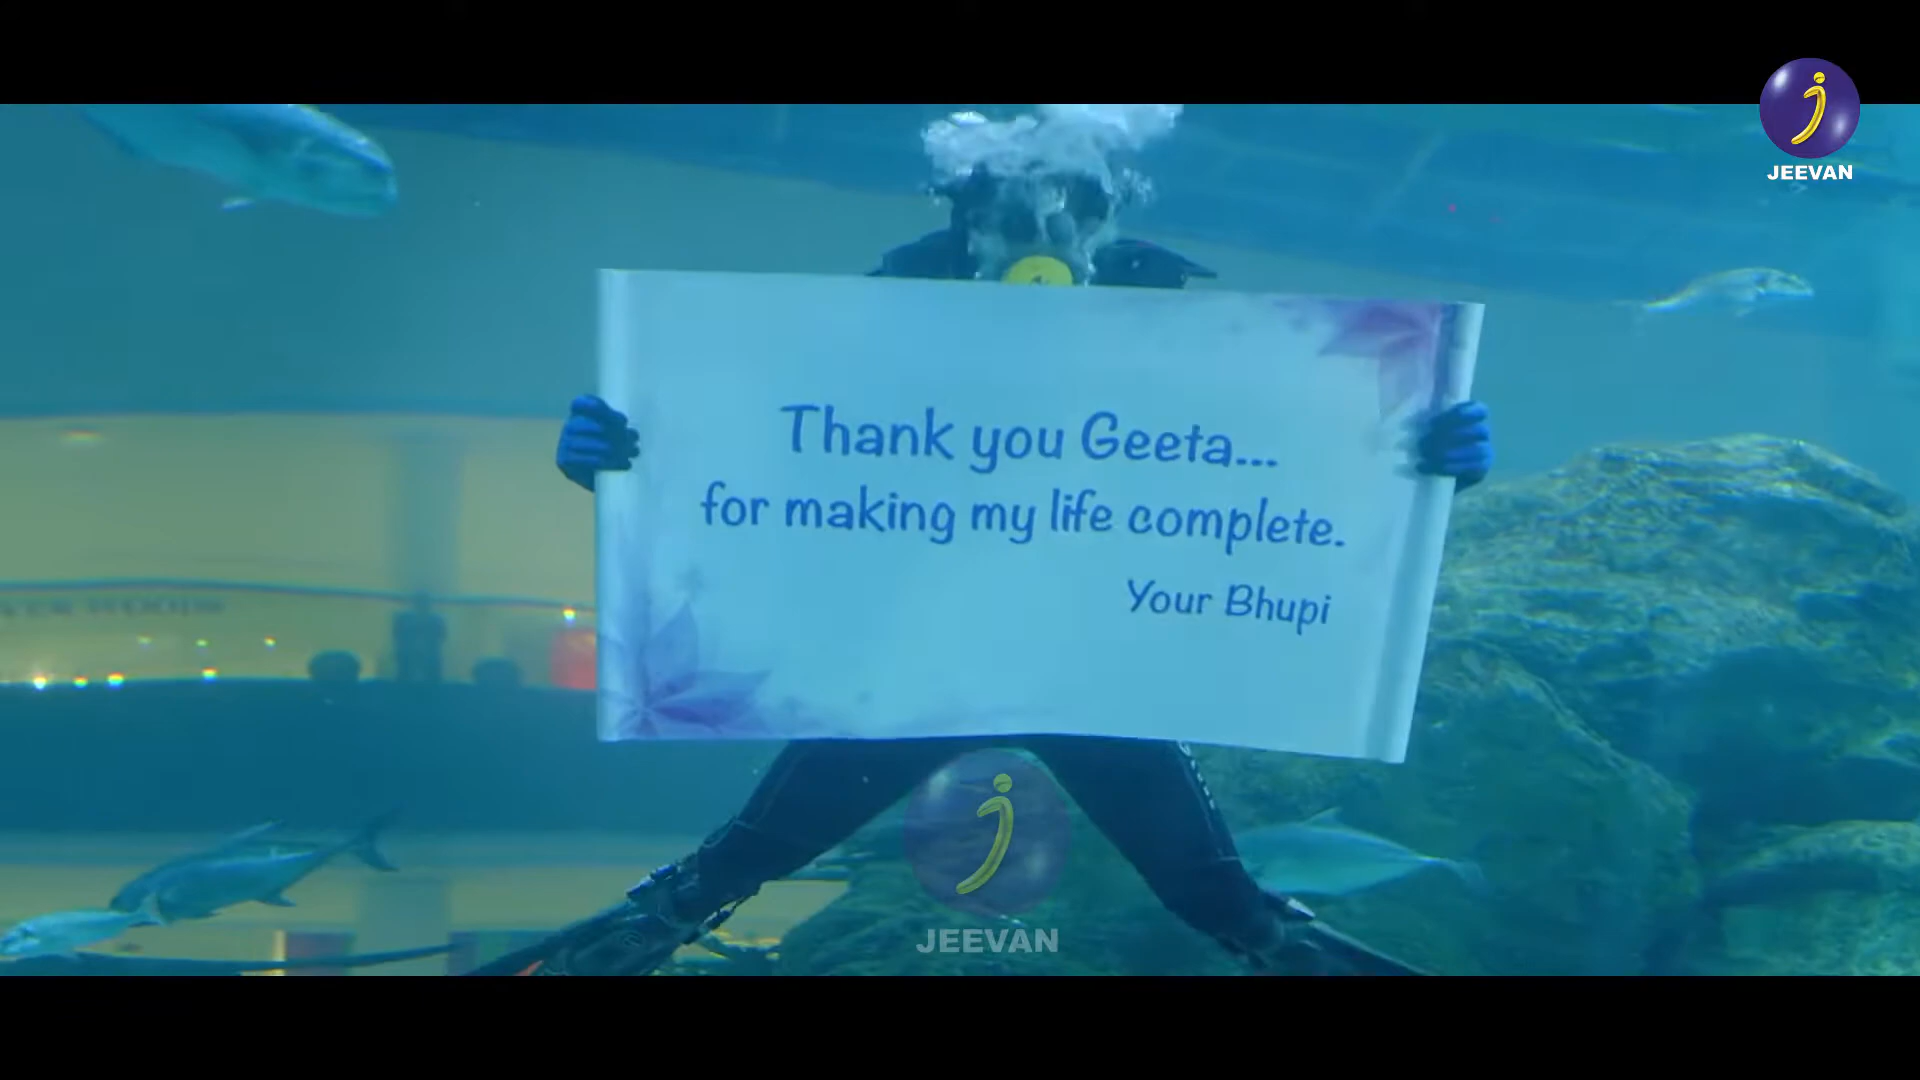 JEEVAN
Thank you Geeta...
for making my life complete.
Your Bhupi
JEEVAN